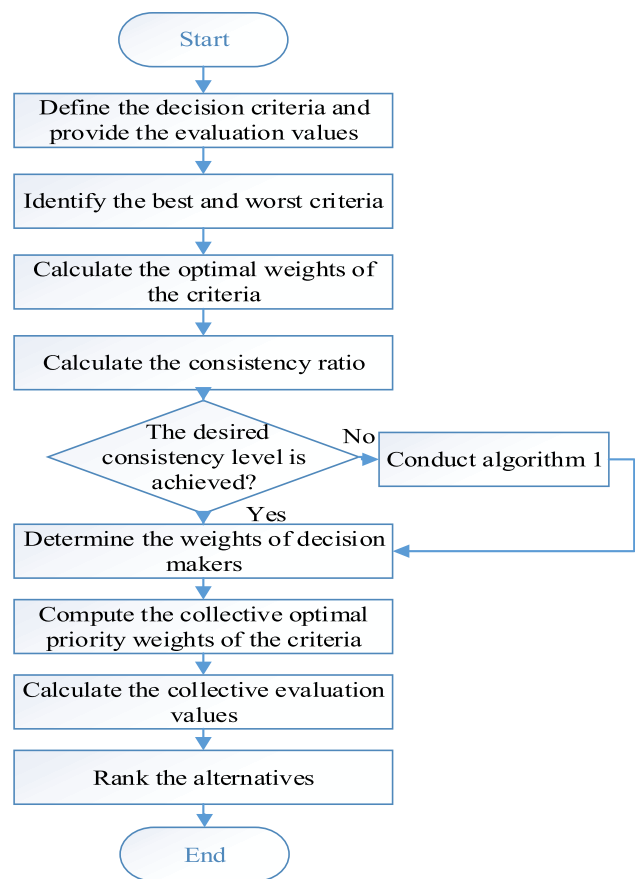 Start
Define the decision criteria and
provide the evaluation values
Identify the best and worst criteria
Calculate the optimal weights of
the criteria
Calculate the consistency ratio
The desired
consistency level is
achieved?
No
Conduct algorithm 1
Yes
Determine the weights of decision
makers
Compute the collective optimal
priority weights of the criteria
Calculate the collective evaluation
values
Rank the alternatives
End